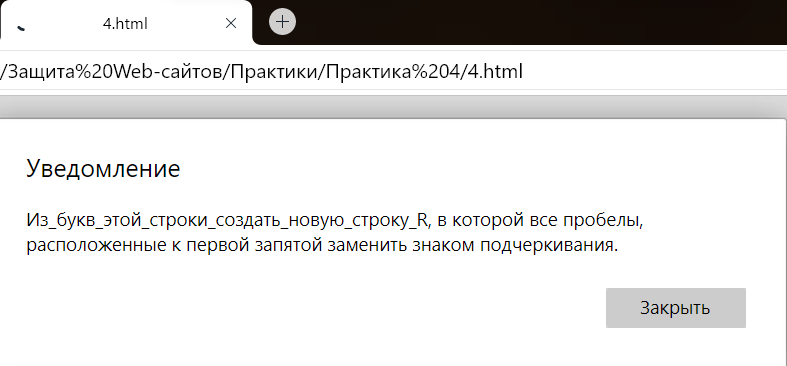 4.html
/Защита%20Web-сайтов/Практики/Практика%204/4.html
Уведомление
Из_букв_этой_строки_создать_новую_строку_R, в которой все пробелы,
расположенные к первой запятой заменить знаком подчеркивания.
Закрыть